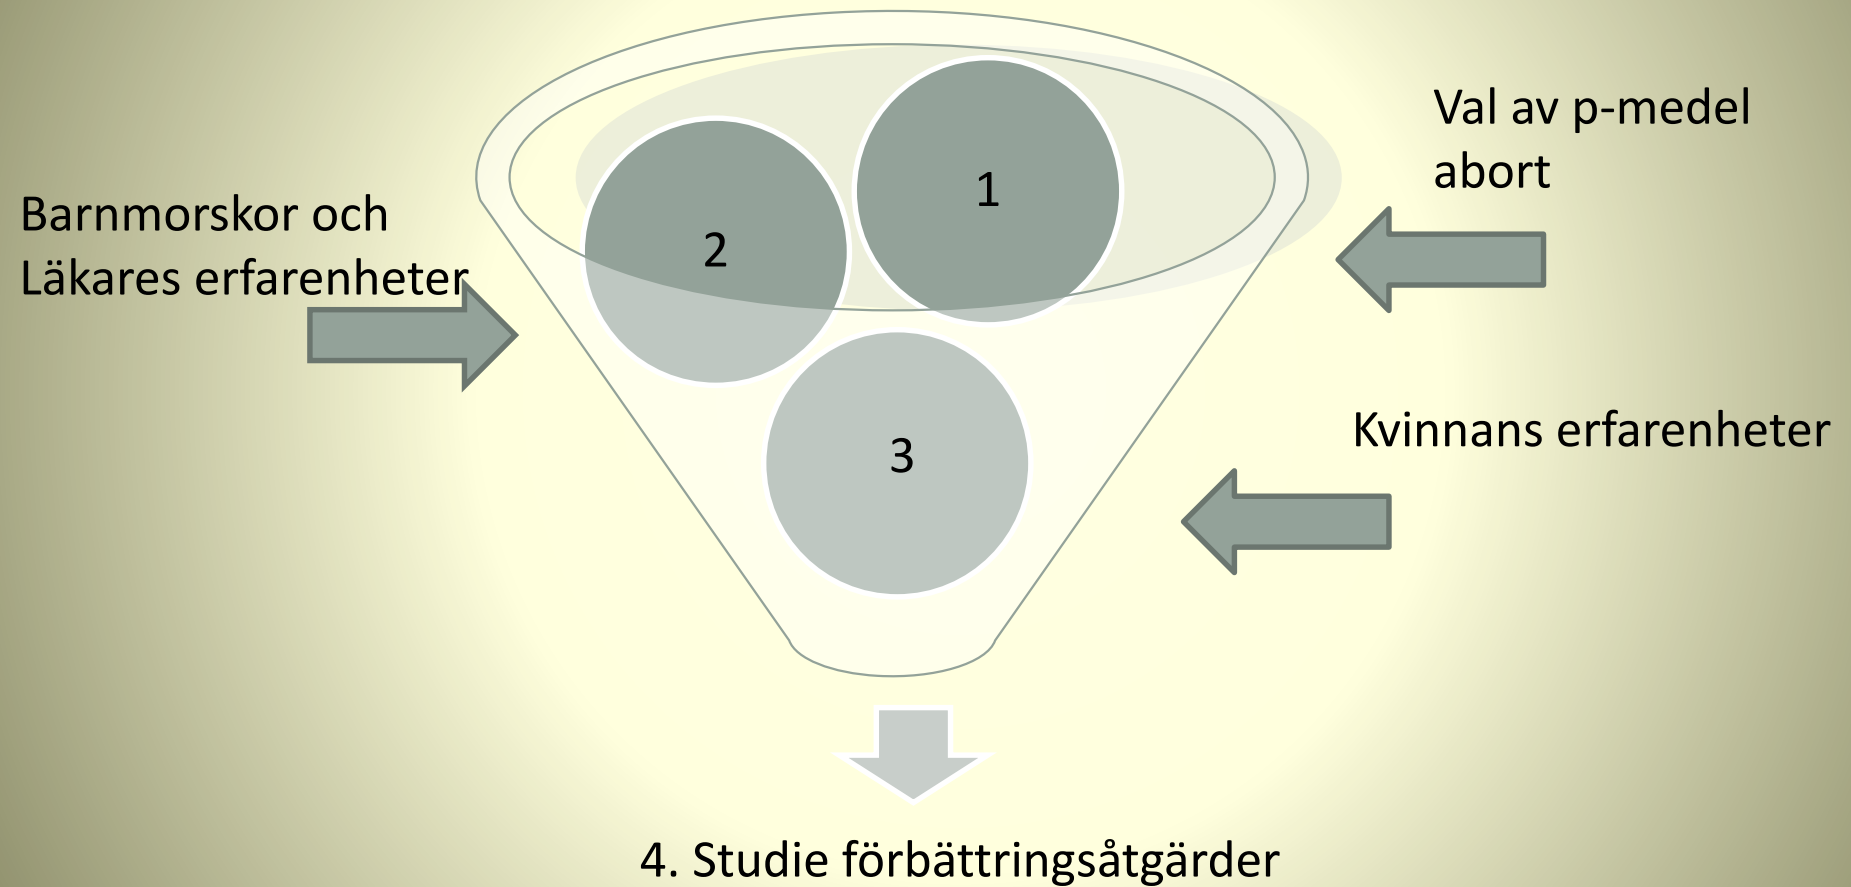 Val av p-medel
abort
1
Barnmorskor och
Läkares erfarenheter
2
Kvinnans erfarenheter
3
4. Studie förbättringsåtgärder